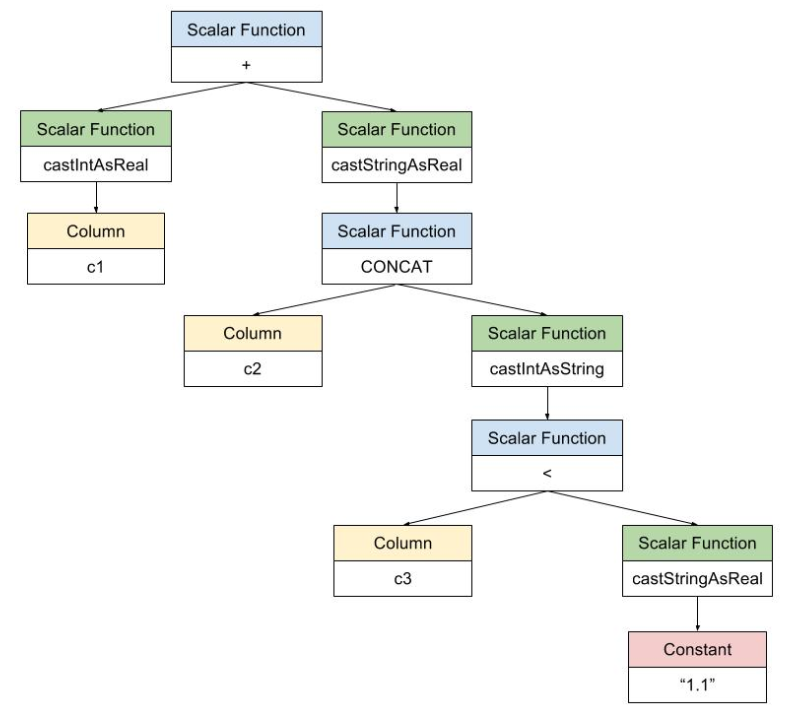 Scalar Function
+
Scalar Function
castIntAsReal
Scalar Function
castStringAsReal
Column
c1
Scalar Function
CONCAT
Column
c2
Scalar Function
castIntAsString
Scalar Function
<
Column
c3
Scalar Function
castStringAsReal
Constant
“1.1”